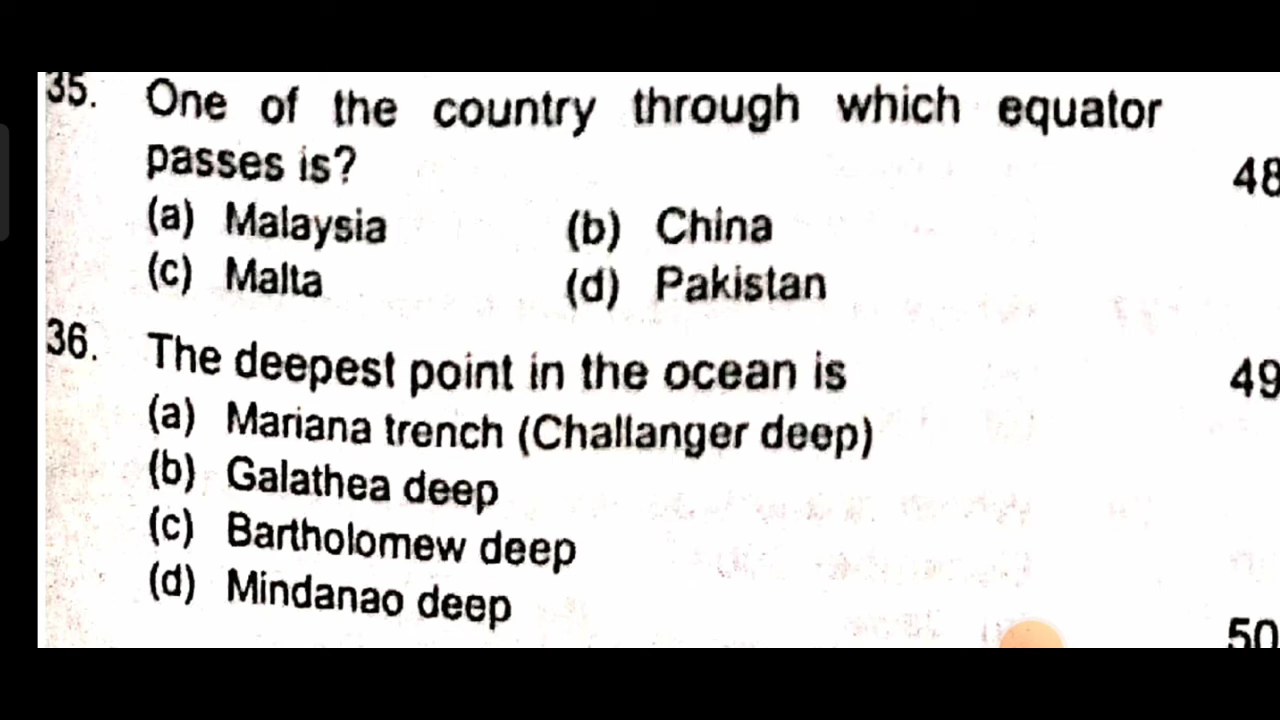 35. One of the country through which equator
passes is?
48
(a) Malaysia (b) China
(c) Malta (d) Pakistan
36. The deepest point in the ocean is
49
(a) Mariana trench (Challanger deep)
(b) Galathea deep
(c) Bartholomew deep
(d) Mindanao deep
50